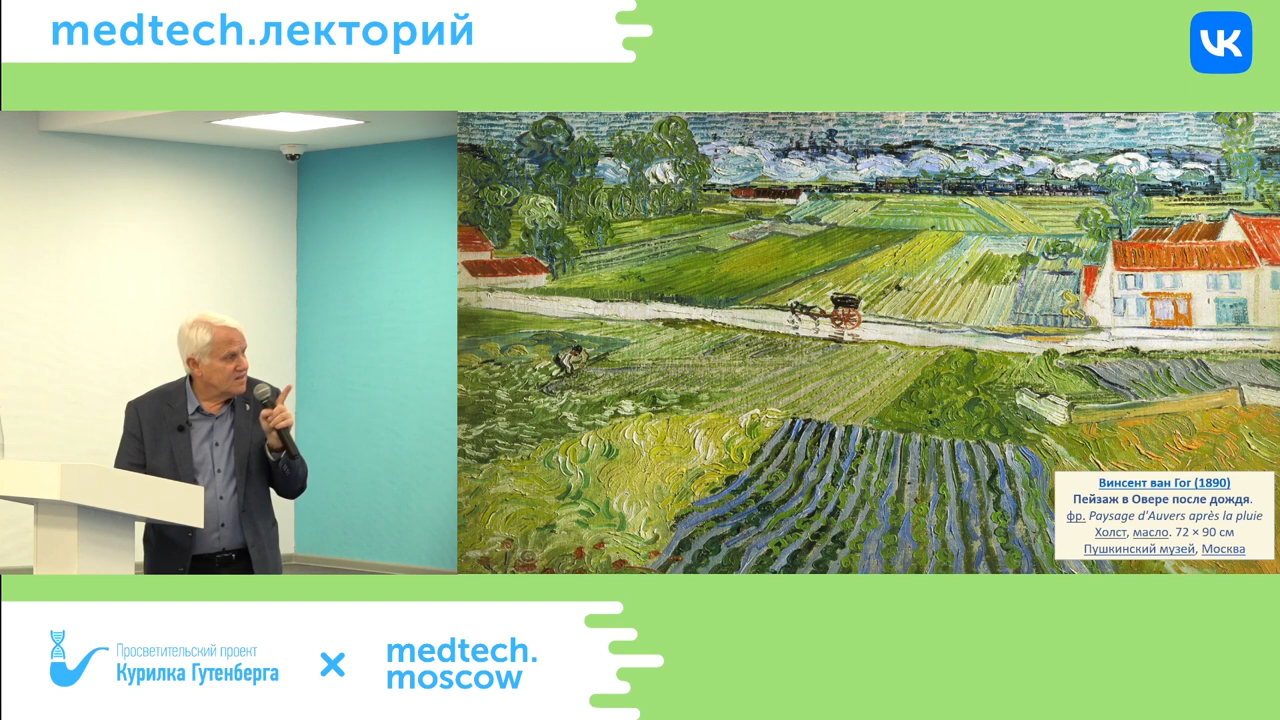 medtech.лекторий
VK
Винсент ван Гог (1890)
Пейзаж в Овере после дождя.
фр. Paysage d'Auvers après la pluie
Холст, масло. 72 × 90 см
Пушкинский музей, Москва
Просветительский проект
Курилка Гутенберга
×
medtech.
moscow